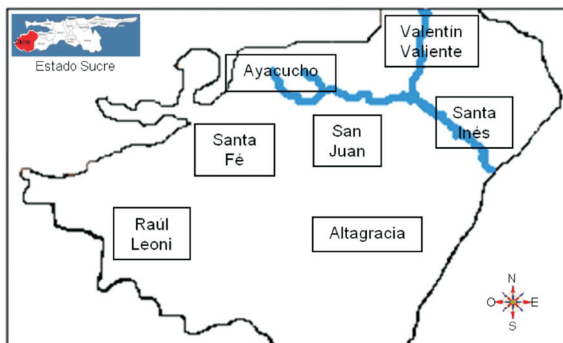 Estado Sucre
Valentín
Valiente
Ayacucho
Santa
Inés
Santa
Fé
San
Juan
Raúl
Leoni
Altagracia
N
O
E
S